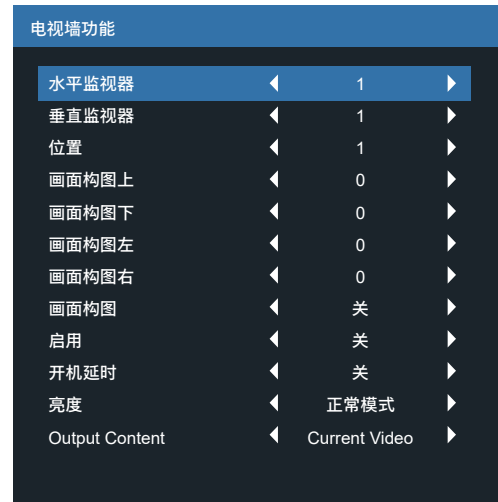 电视墙功能
水平监视器 1
垂直监视器 1
位置 1
画面构图上 0
画面构图下 0
画面构图左 0
画面构图右 0
画面构图 关
启用 关
开机延时 关
亮度 正常模式
Output Content Current Video